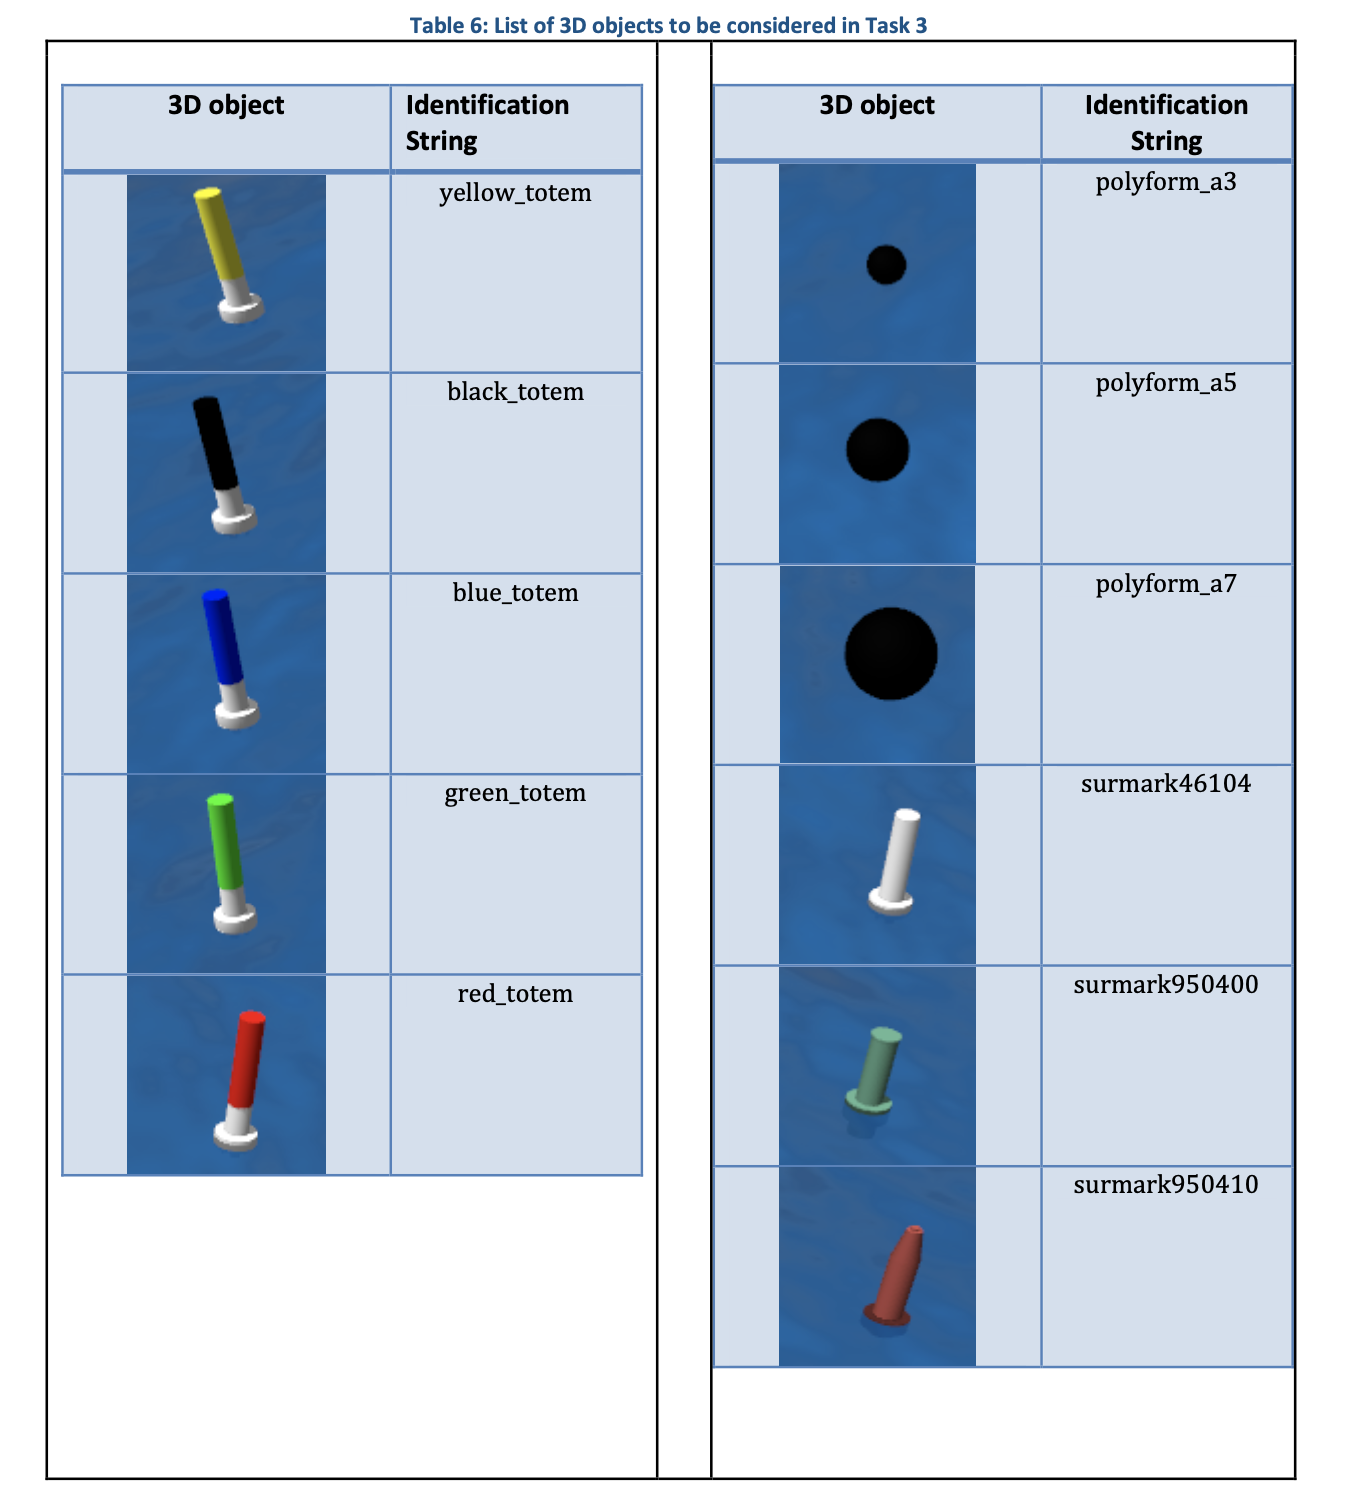 Table 6: List of 3D objects to be considered in Task 3
3D object
Identification
String
yellow_totem
black_totem
blue_totem
green_totem
red_totem
3D object
Identification
String
polyform_a3
polyform_a5
polyform_a7
surmark46104
surmark950400
surmark950410